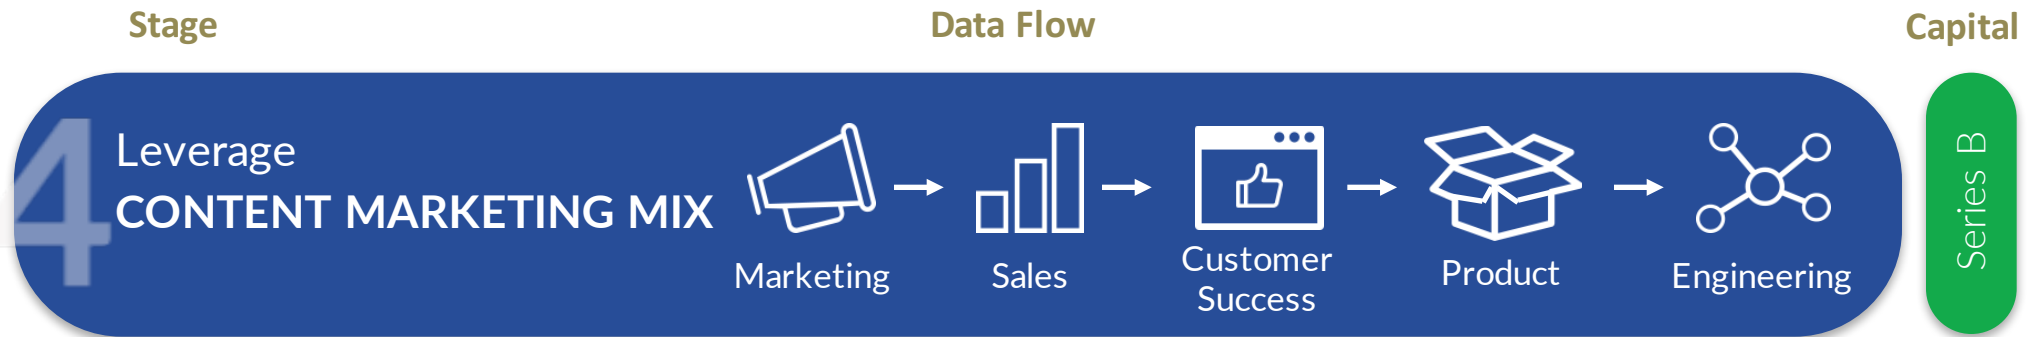 Stage
Data Flow
Capital
4
Leverage
CONTENT MARKETING MIX
Marketing
Sales
Customer
Success
Product
Engineering
Series B